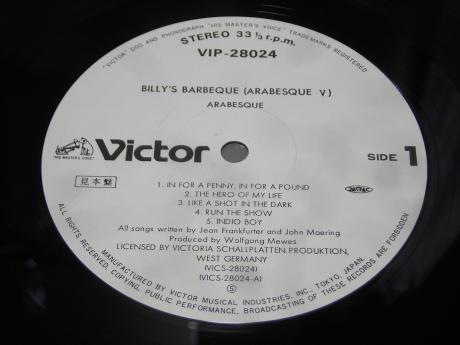 "VICTOR" DOG AND PHONOGRAPH "HIS MASTER'S VOICE" TRADEMARKS REGISTERED
STEREO 33 1/3 r.p.m.
VIP-28024
BILLY'S BARBEQUE (ARABESQUE V)
ARABESQUE
"HIS MASTER'S VOICE"
Victor
SIDE 1
見本盤
JASRAC
1. IN FOR A PENNY, IN FOR A POUND
2. THE HERO OF MY LIFE
3. LIKE A SHOT IN THE DARK
4. RUN THE SHOW
5. INDIO BOY
All songs written by Jean Frankfurter and John Moering
Produced by Wolfgang Mewes
LICENSED BY VICTORIA SCHALLPLATTEN PRODUKTION,
WEST GERMANY
(VICS-28024)
(VICS-28024-A)
Ⓢ
MANUFACTURED BY VICTOR MUSICAL INDUSTRIES, INC., TOKYO, JAPAN.
ALL RIGHTS RESERVED, COPYING, PUBLIC PERFORMANCE, BROADCASTING OF THESE RECORDS ARE FORBIDDEN